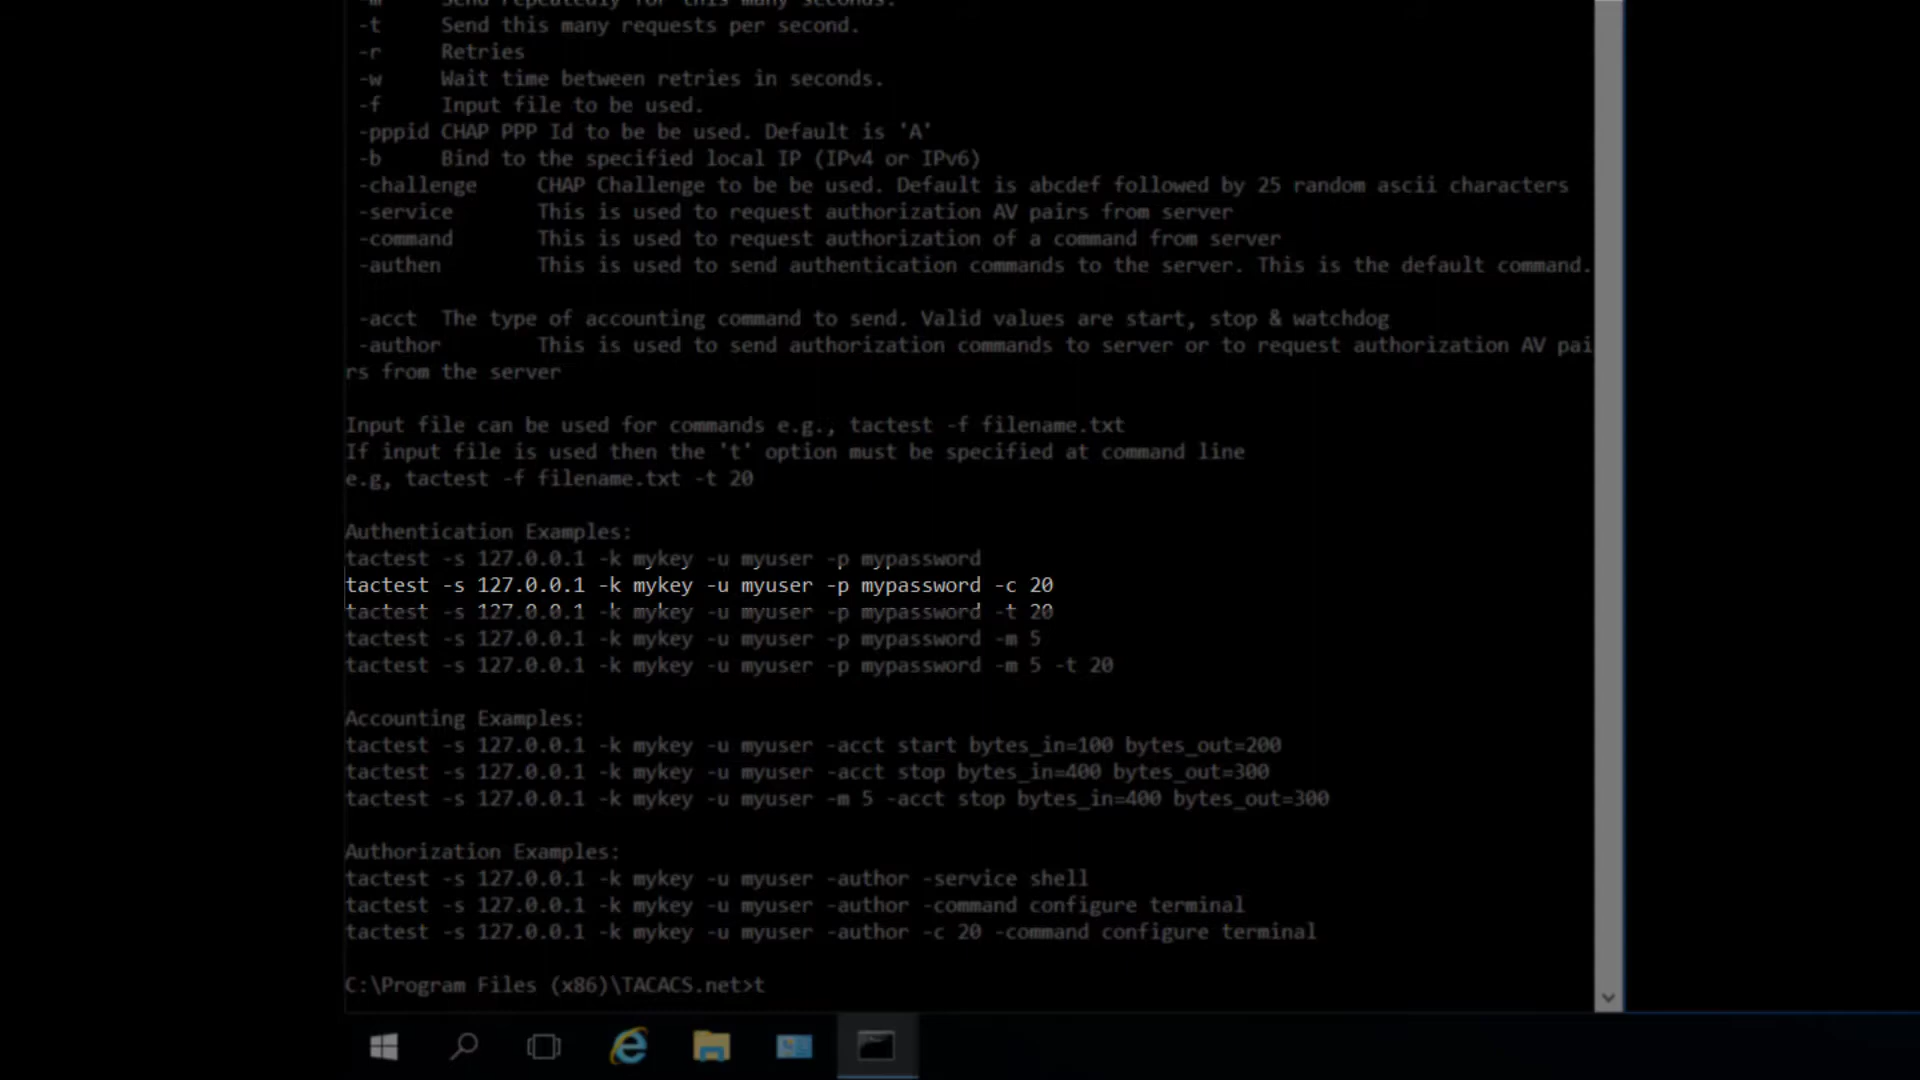 -m Send repeatedly for this many seconds.
-t Send this many requests per second.
-r Retries
-w Wait time between retries in seconds.
-f Input file to be used.
-pppid CHAP PPP Id to be be used. Default is 'A'
-b Bind to the specified local IP (IPv4 or IPv6)
-challenge CHAP Challenge to be be used. Default is abcdef followed by 25 random ascii characters
-service This is used to request authorization AV pairs from server
-command This is used to request authorization of a command from server
-authen This is used to send authentication commands to the server. This is the default command.
-acct The type of accounting command to send. Valid values are start, stop & watchdog
-author This is used to send authorization commands to server or to request authorization AV pai
rs from the server
Input file can be used for commands e.g., tactest -f filename.txt
If input file is used then the 't' option must be specified at command line
e.g, tactest -f filename.txt -t 20
Authentication Examples:
tactest -s 127.0.0.1 -k mykey -u myuser -p mypassword
tactest -s 127.0.0.1 -k mykey -u myuser -p mypassword -c 20
tactest -s 127.0.0.1 -k mykey -u myuser -p mypassword -t 20
tactest -s 127.0.0.1 -k mykey -u myuser -p mypassword -m 5
tactest -s 127.0.0.1 -k mykey -u myuser -p mypassword -m 5 -t 20
Accounting Examples:
tactest -s 127.0.0.1 -k mykey -u myuser -acct start bytes_in=100 bytes_out=200
tactest -s 127.0.0.1 -k mykey -u myuser -acct stop bytes_in=400 bytes_out=300
tactest -s 127.0.0.1 -k mykey -u myuser -m 5 -acct stop bytes_in=400 bytes_out=300
Authorization Examples:
tactest -s 127.0.0.1 -k mykey -u myuser -author -service shell
tactest -s 127.0.0.1 -k mykey -u myuser -author -command configure terminal
tactest -s 127.0.0.1 -k mykey -u myuser -author -c 20 -command configure terminal
C:\Program Files (x86)\TACACS.net>t